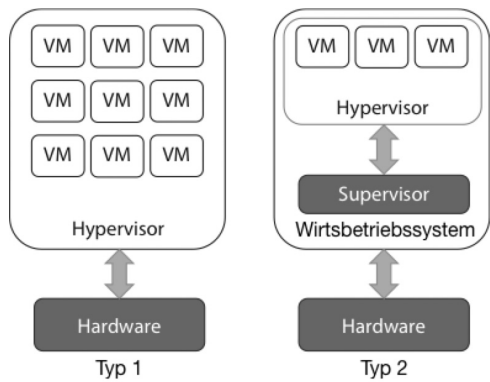 VM VM VM
VM VM VM
VM VM VM
Hypervisor
Hardware
Typ 1
VM VM VM
Hypervisor
Supervisor
Wirtsbetriebssystem
Hardware
Typ 2